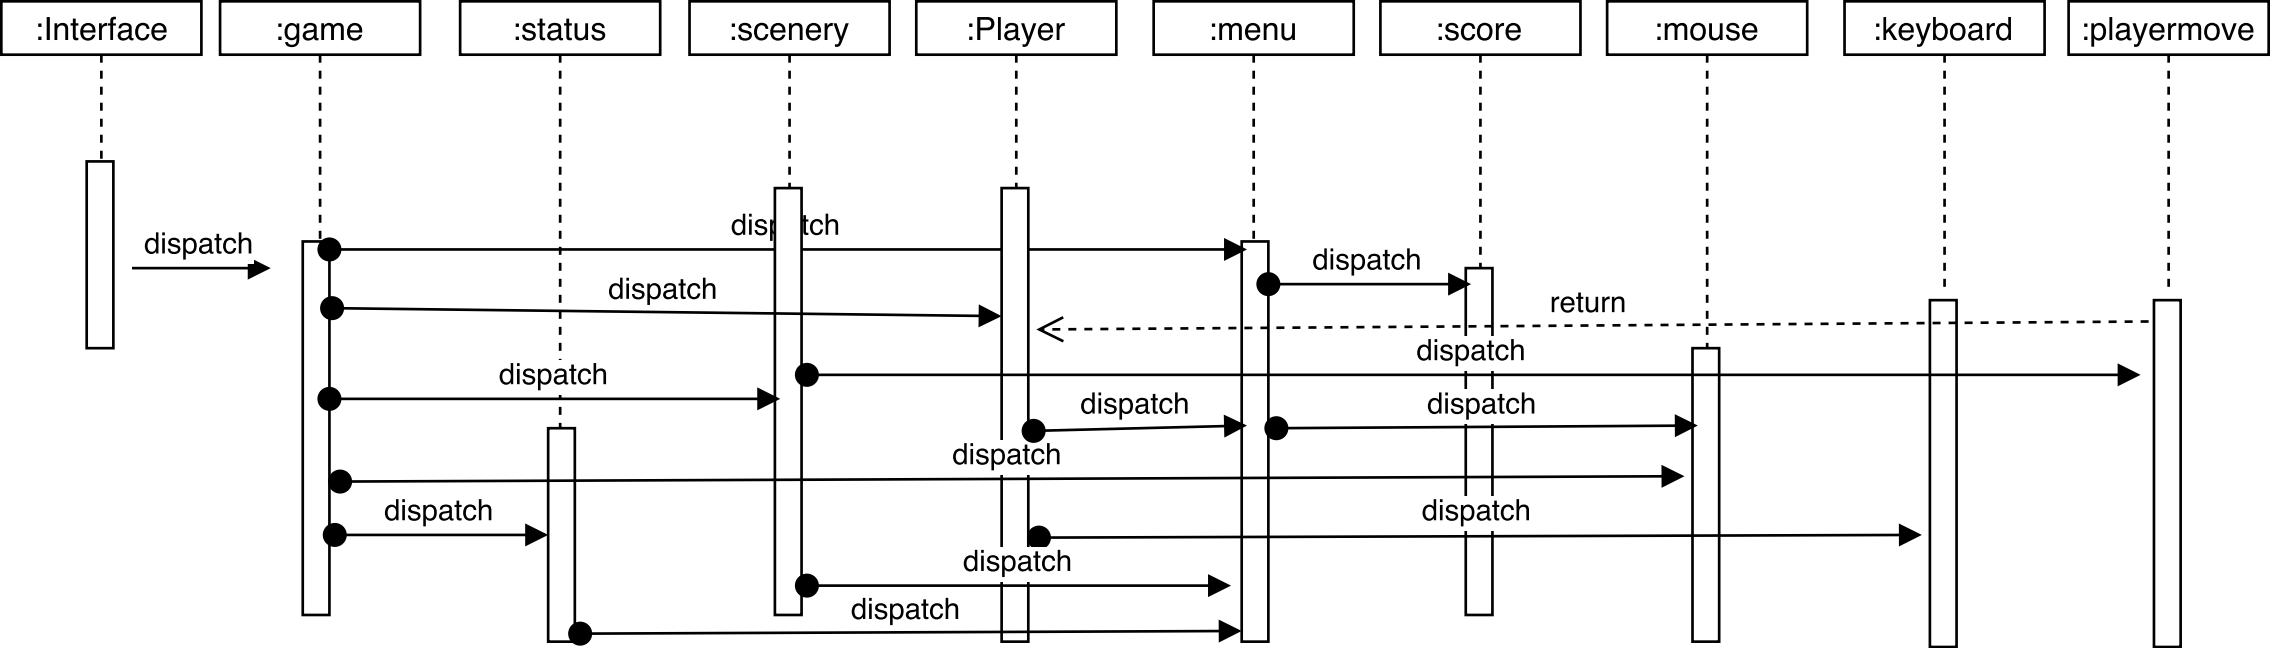 :Interface
:game
:status
:scenery
:Player
:menu
:score
:mouse
:keyboard
:playermove
dispatch
dispatch
dispatch
dispatch
return
dispatch
dispatch
dispatch
dispatch
dispatch
dispatch
dispatch
dispatch
dispatch